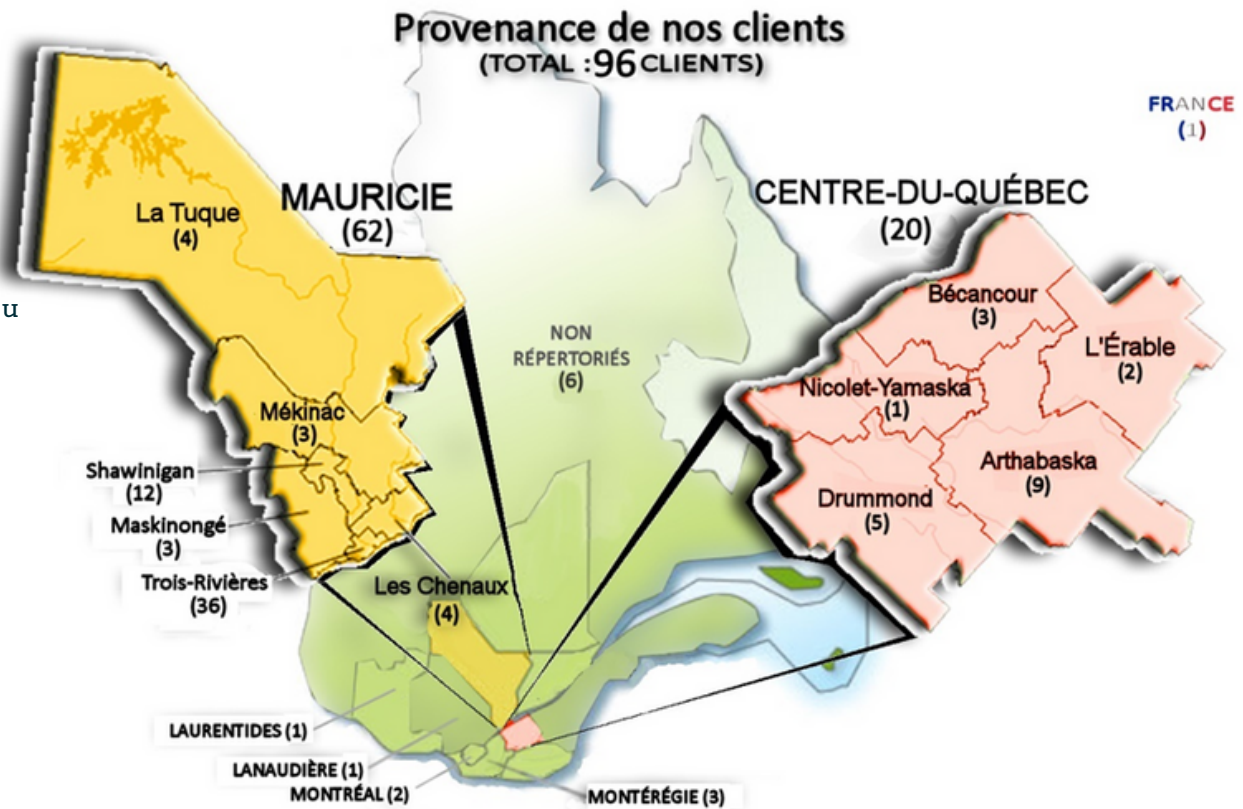 Provenance de nos clients
(TOTAL :96 CLIENTS)
FRANCE
(1)
MAURICIE
(62)
La Tuque
(4)
u
Mékinac
(3)
Shawinigan
(12)
Maskinongé
(3)
Trois-Rivières
(36)
Les Chenaux
(4)
NON
RÉPERTORIÉS
(6)
CENTRE-DU-QUÉBEC
(20)
Bécancour
(3)
L'Érable
(2)
Nicolet-Yamaska
(1)
Arthabaska
(9)
Drummond
(5)
LAURENTIDES (1)
LANAUDIÈRE (1)
MONTRÉAL (2)
MONTÉRÉGIE (3)